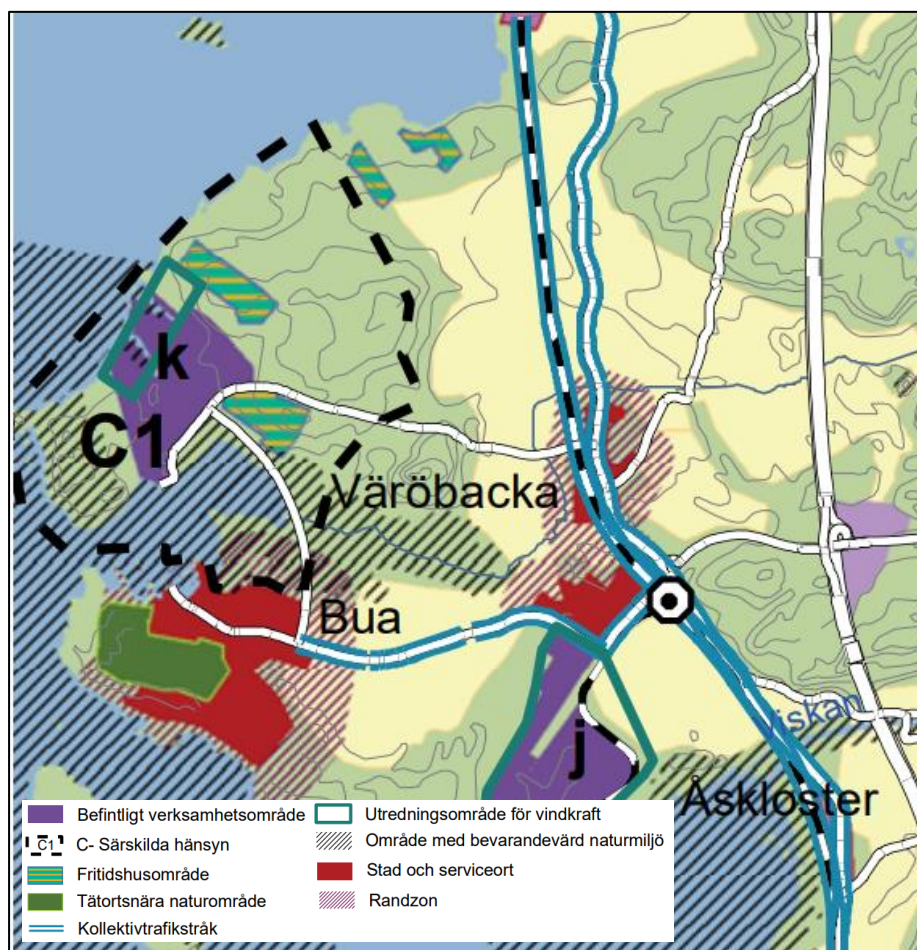 k
C1
Väröbacka
Bua
Viskan
j
Åskloster
Befintligt verksamhetsområde
Utredningsområde för vindkraft
C1 C- Särskilda hänsyn
Område med bevarandevärd naturmiljö
Fritidshusområde
Stad och serviceort
Tätortsnära naturområde
Randzon
Kollektivtrafikstråk